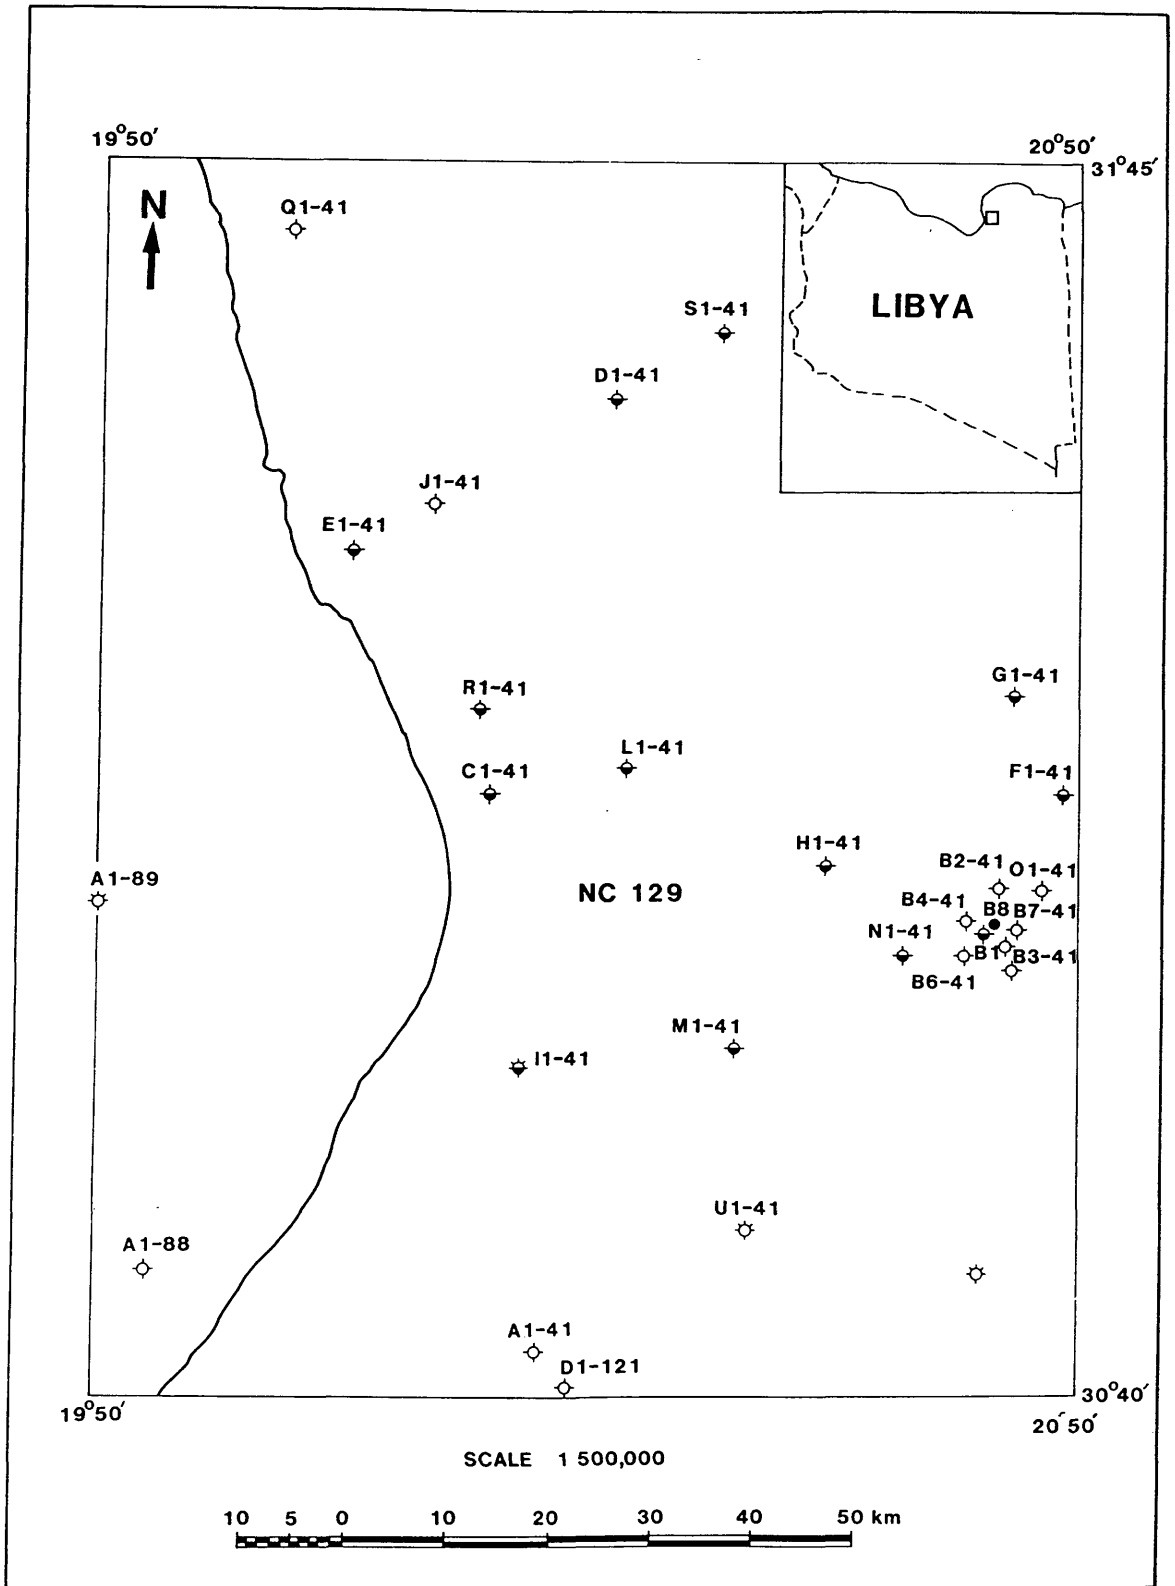 19°50'
20°50'
31°45'
N
Q1-41
S1-41
LIBYA
D1-41
J1-41
E1-41
G1-41
R1-41
L1-41
C1-41
F1-41
H1-41
B2-41
O1-41
A1-89
NC 129
B4-41
B8
B7-41
N1-41
B1
B3-41
B6-41
M1-41
I1-41
U1-41
A1-88
A1-41
D1-121
30°40'
19°50'
20°50'
SCALE 1 500,000
10 5 0 10 20 30 40 50 km